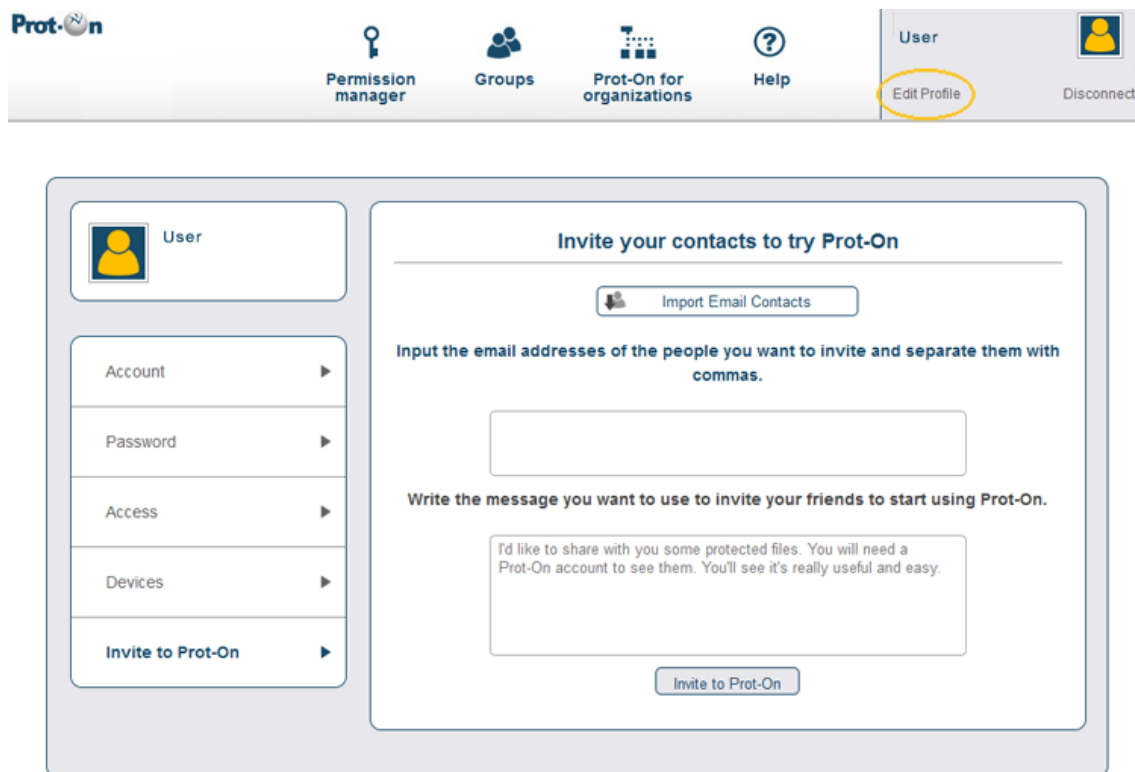 Prot-On
Permission
manager
Groups
Prot-On for
organizations
Help
User
Edit Profile
Disconnect
User
Account
Password
Access
Devices
Invite to Prot-On
Invite your contacts to try Prot-On
Import Email Contacts
Input the email addresses of the people you want to invite and separate them with
commas.
Write the message you want to use to invite your friends to start using Prot-On.
I'd like to share with you some protected files. You will need a
Prot-On account to see them. You'll see it's really useful and easy.
Invite to Prot-On